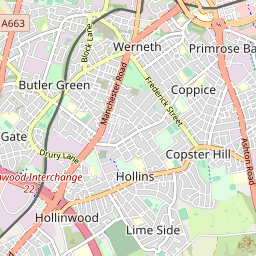 A663
Block Lane
Werneth
Primrose Ba
Butler Green
Manchester Road
Frederick Street
Coppice
Gate
Drury Lane
Copster Hill
Ashton Road
wood Interchange
22
Hollins
Hollinwood
Lime Side